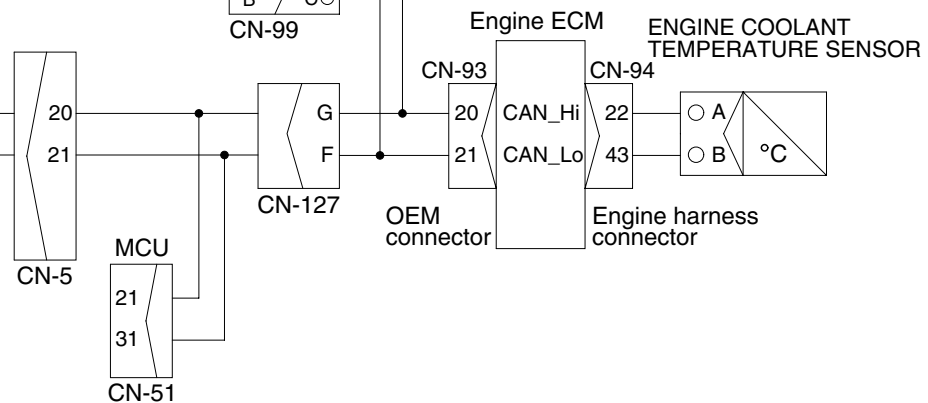 B
CN-99
Engine ECM
ENGINE COOLANT
TEMPERATURE SENSOR
CN-93
CN-94
20
G
20
CAN_Hi
22
A
21
F
21
CAN_Lo
43
B
°C
CN-127
OEM
connector
Engine harness
connector
MCU
CN-5
21
31
CN-51